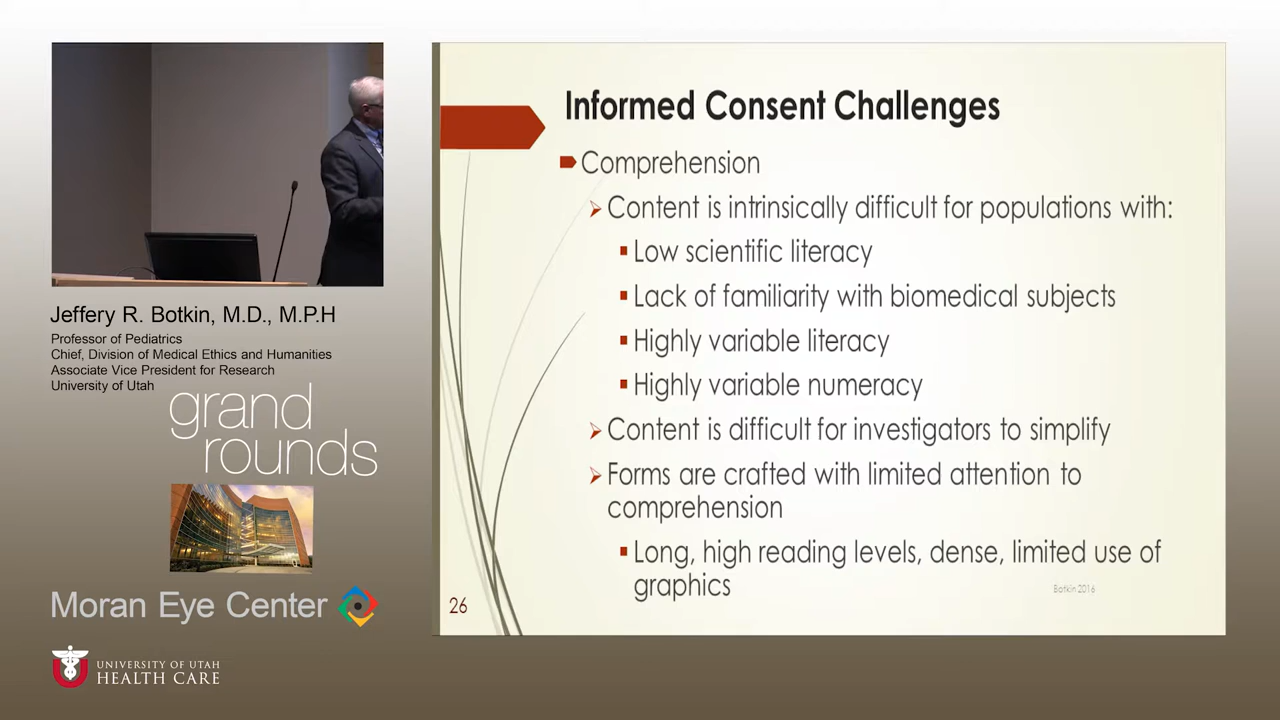 Jeffery R. Botkin, M.D., M.P.H
Professor of Pediatrics
Chief, Division of Medical Ethics and Humanities
Associate Vice President for Research
University of Utah
grand
rounds
Moran Eye Center
UNIVERSITY OF UTAH
HEALTH CARE
Informed Consent Challenges
Comprehension
Content is intrinsically difficult for populations with:
Low scientific literacy
Lack of familiarity with biomedical subjects
Highly variable literacy
Highly variable numeracy
Content is difficult for investigators to simplify
Forms are crafted with limited attention to
comprehension
Long, high reading levels, dense, limited use of
graphics
Botkin 2016
26